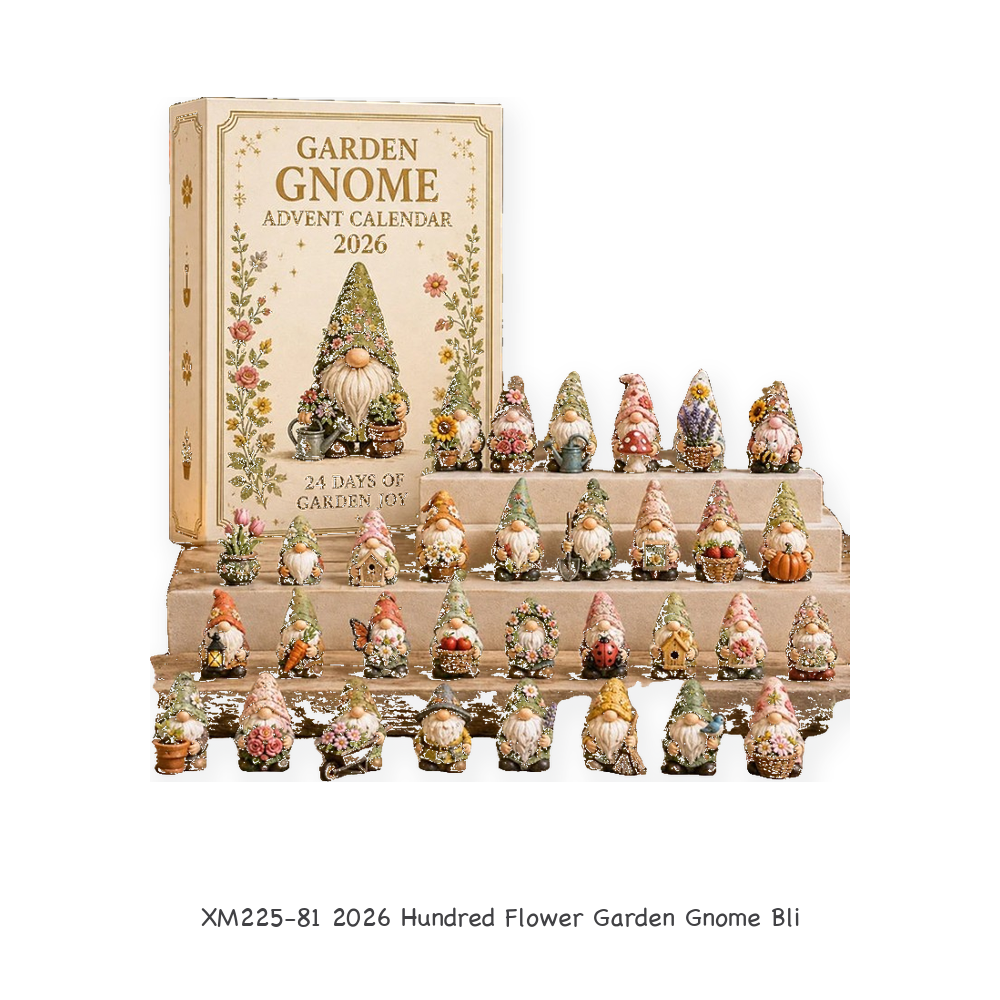 GARDEN
GNOME
ADVENT CALENDAR
2026
24 DAYS OF
GARDEN JOY
XM225-81 2026 Hundred Flower Garden Gnome Bli